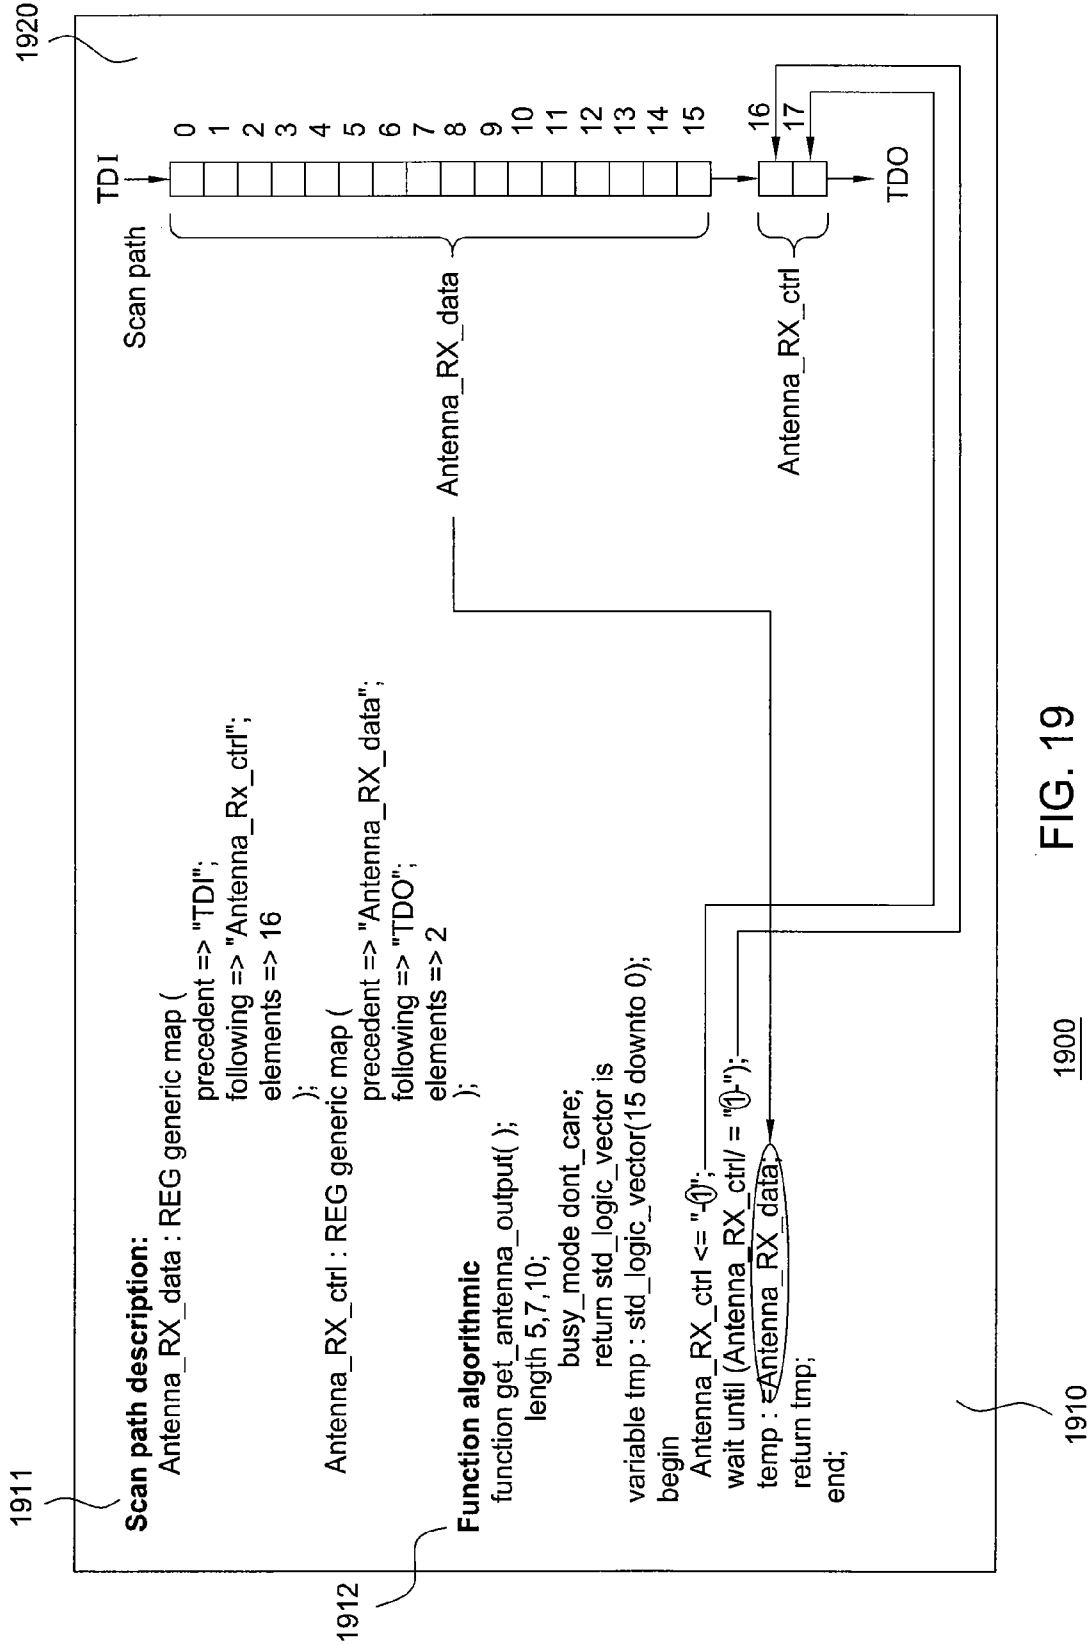 1920
1911
Scan path description:
Antenna_RX_data : REG generic map (
precedent => "TDI";
following => "Antenna_Rx_ctrl";
elements => 16
);
Antenna_RX_ctrl : REG generic map (
precedent => "Antenna_RX_data";
following => "TDO";
elements => 2
);
1912
Function algorithmic
function get_antenna_output( );
length 5,7,10;
busy_mode dont_care;
return std_logic_vector is
variable tmp : std_logic_vector(15 downto 0);
begin
Antenna_RX_ctrl <= "-1";
wait until (Antenna_RX_ctrl/ = "1-");
temp : =Antenna_RX_data;
return tmp;
end;
1910
Scan path
TDI
0
1
2
3
4
5
6
7
8
9
10
11
12
13
14
15
16
17
TDO
Antenna_RX_data
Antenna_RX_ctrl
1900
FIG. 19